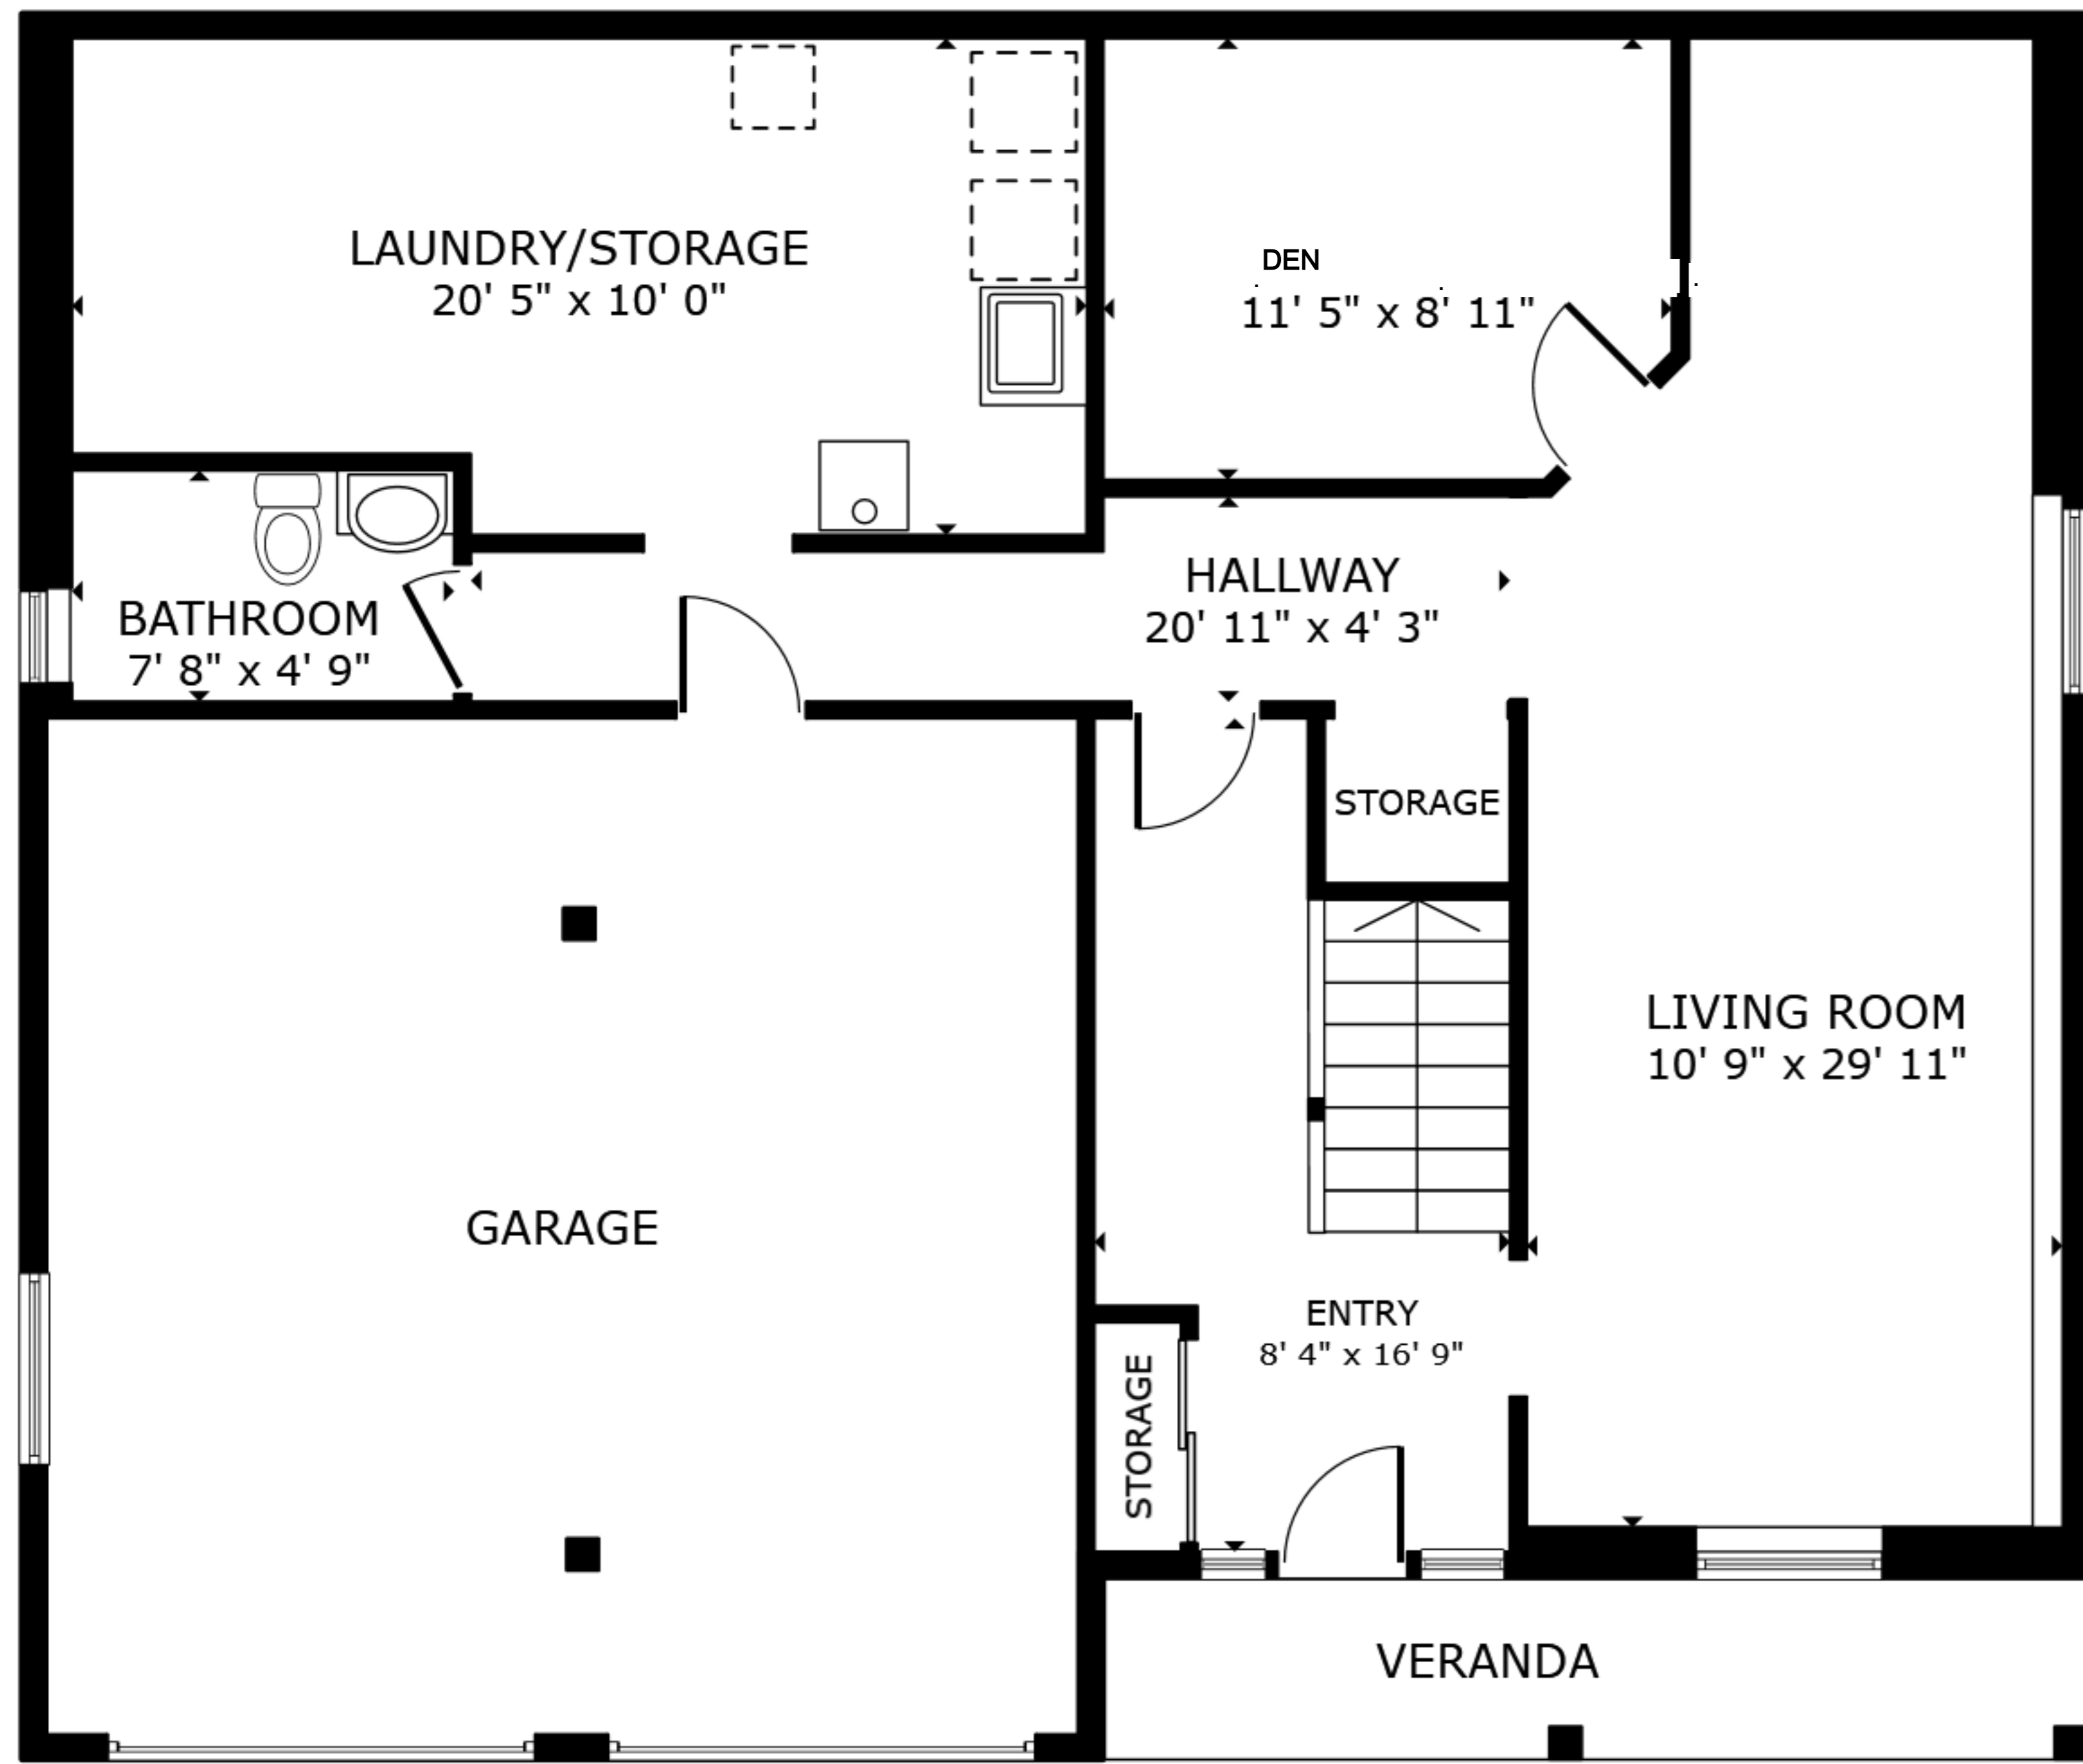 LAUNDRY/STORAGE
20' 5" x 10' 0"
DEN
11' 5" x 8' 11"
BATHROOM
7' 8" x 4' 9"
HALLWAY
20' 11" x 4' 3"
STORAGE
LIVING ROOM
10' 9" x 29' 11"
GARAGE
ENTRY
8' 4" x 16' 9"
STORAGE
VERANDA